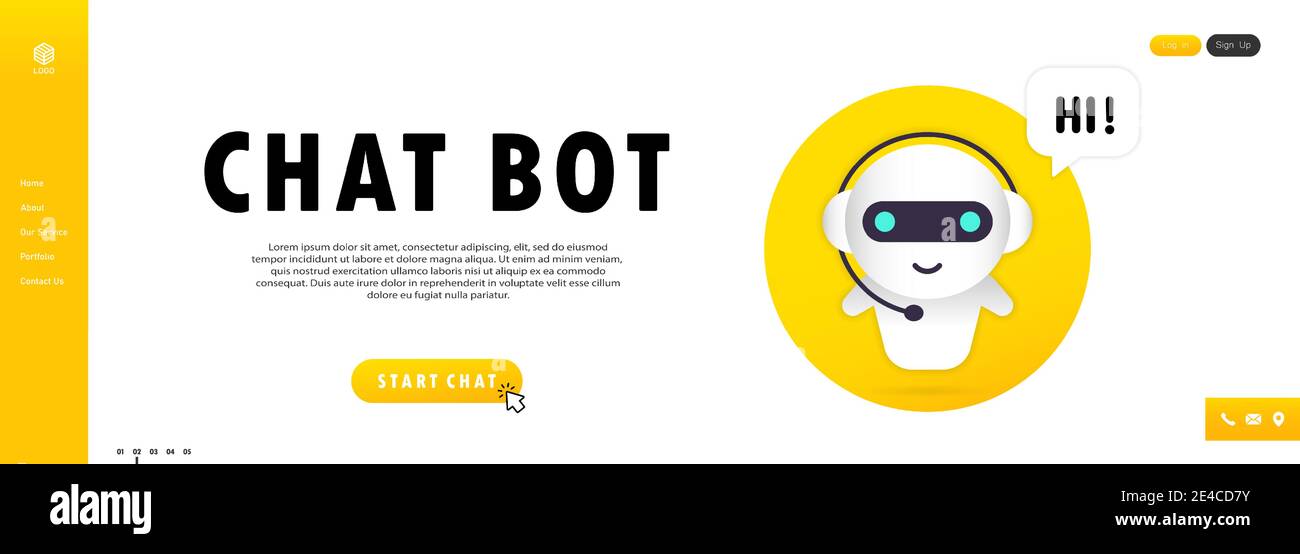 LOGO
Home
About
Our Service
Portfolio
Contact Us
Log in
Sign Up
CHAT BOT
HI!
Lorem ipsum dolor sit amet, consectetur adipiscing, elit, sed do eiusmod
tempor incididunt ut labore et dolore magna aliqua. Ut enim ad minim veniam,
quis nostrud exercitation ullamco laboris nisi ut aliquip ex ea commodo
consequat. Duis aute irure dolor in reprehenderit in voluptate velit esse cillum
dolore eu fugiat nulla pariatur.
START CHAT
01 02 03 04 05
a
a
a
alamy
Image ID: 2E4CD7Y
www.alamy.com